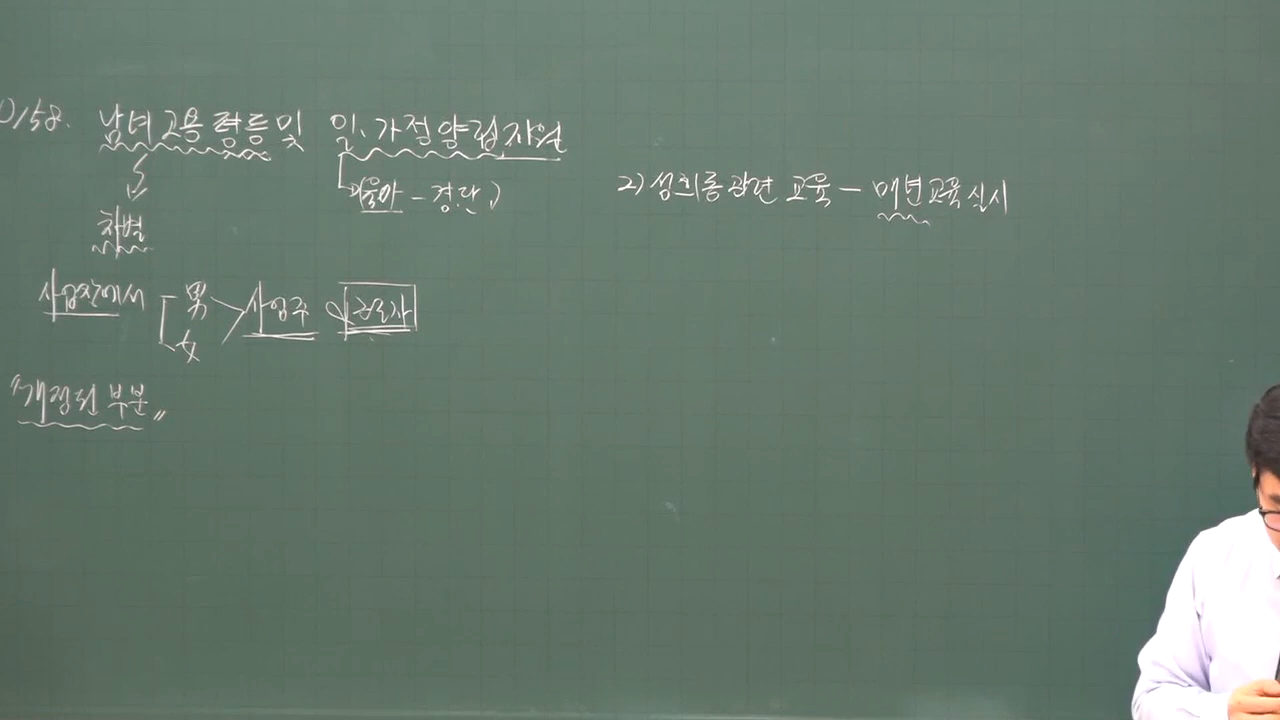 158. 남녀고용평등 및 일·가정양립지원
차별
(육아 - 경.단)
2) 성희롱 관련 교육 - 매년 교육 실시
사업장에서 男 女 사업주 근로자
"개정된 부분"